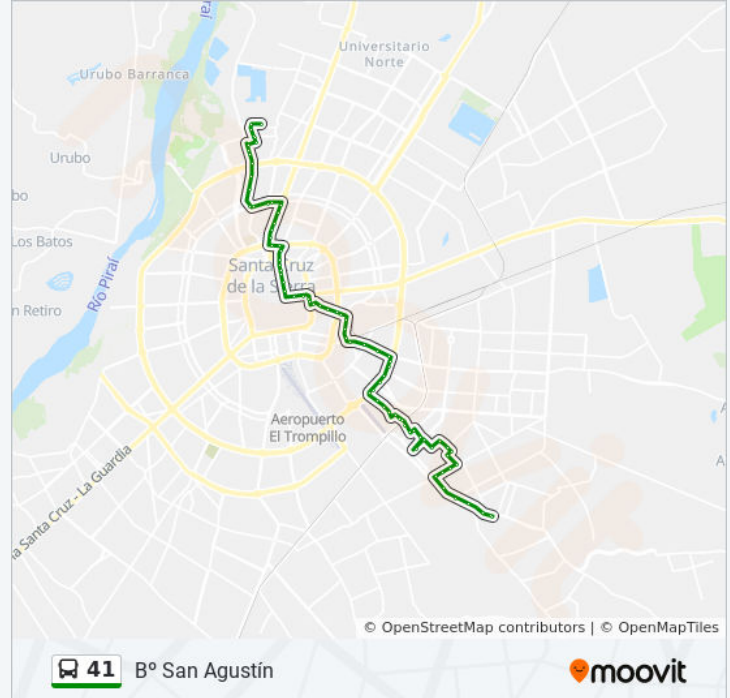 raí
Universitario
Norte
Urubo Barranca
Urubo
bo
Los Batos
Río Piraí
n Retiro
Santa Cruz
de la Sierra
Aeropuerto
El Trompillo
a Santa Cruz - La Guardia
A
A
© OpenStreetMap contributors | © OpenMapTiles
41 Bº San Agustín
moovit